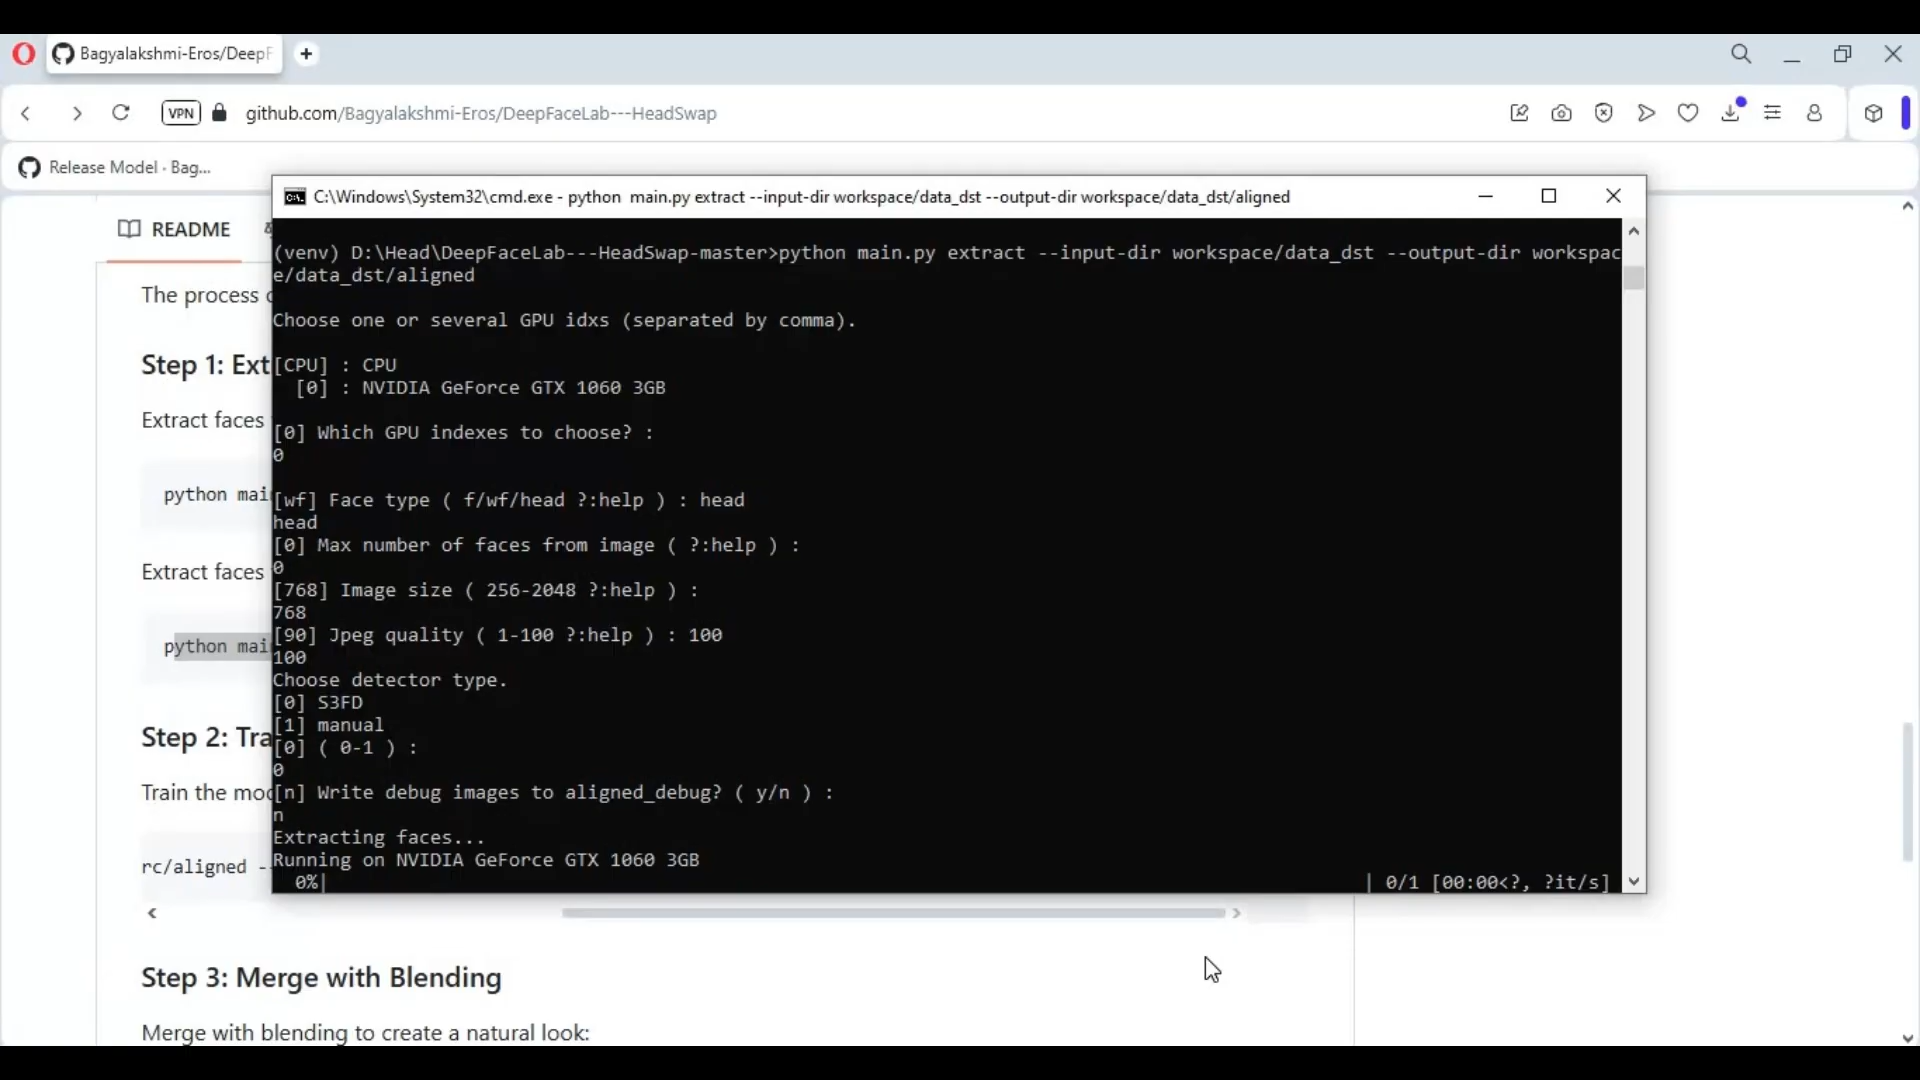 Bagyalakshmi-Eros/DeepF
VPN
github.com/Bagyalakshmi-Eros/DeepFaceLab---HeadSwap
Release Model · Bag...
C:\Windows\System32\cmd.exe - python  main.py extract --input-dir workspace/data_dst --output-dir workspace/data_dst/aligned
README
The process
Step 1: Ext
Extract faces
python mai
Extract faces
python mai
Step 2: Tra
Train the mo
rc/aligned -
(venv) D:\Head\DeepFaceLab---HeadSwap-master>python main.py extract --input-dir workspace/data_dst --output-dir workspac
e/data_dst/aligned
Choose one or several GPU idxs (separated by comma).
[CPU] : CPU
[0] : NVIDIA GeForce GTX 1060 3GB
[0] Which GPU indexes to choose? :
0
[wf] Face type ( f/wf/head ?:help ) : head
head
[0] Max number of faces from image ( ?:help ) :
0
[768] Image size ( 256-2048 ?:help ) :
768
[90] Jpeg quality ( 1-100 ?:help ) : 100
100
Choose detector type.
[0] S3FD
[1] manual
[0] ( 0-1 ) :
0
[n] Write debug images to aligned_debug? ( y/n ) :
n
Extracting faces...
Running on NVIDIA GeForce GTX 1060 3GB
0%| | 0/1 [00:00<?, ?it/s]
Step 3: Merge with Blending
Merge with blending to create a natural look: